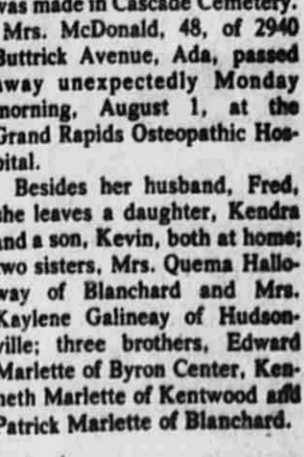 was made in Cascade Cemetery.
Mrs. McDonald, 48, of 2940
Buttrick Avenue, Ada, passed
away unexpectedly Monday
morning, August 1, at the
Grand Rapids Osteopathic Hos-
pital.
Besides her husband, Fred,
she leaves a daughter, Kendra
and a son, Kevin, both at home;
two sisters, Mrs. Quema Hallo-
way of Blanchard and Mrs.
Kaylene Galineay of Hudson-
ville; three brothers, Edward
Marlette of Byron Center, Ken-
neth Marlette of Kentwood and
Patrick Marlette of Blanchard.